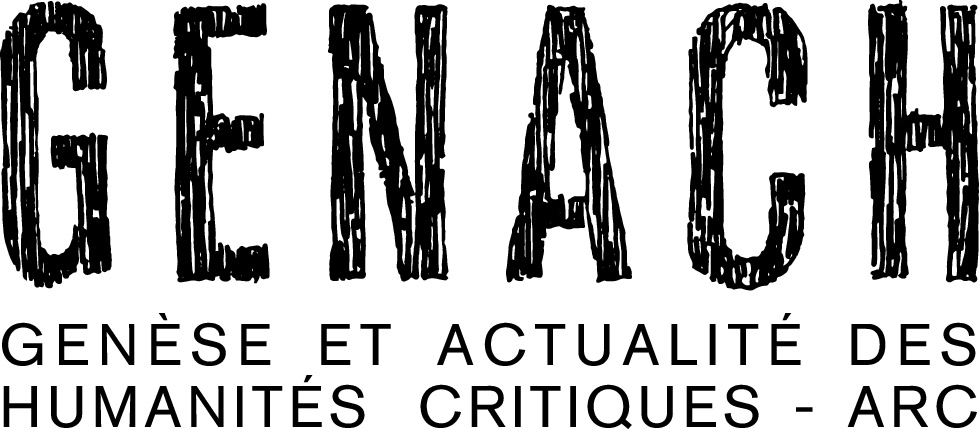 GENACH
GENÈSE ET ACTUALITÉ DES
HUMANITÉS CRITIQUES - ARC